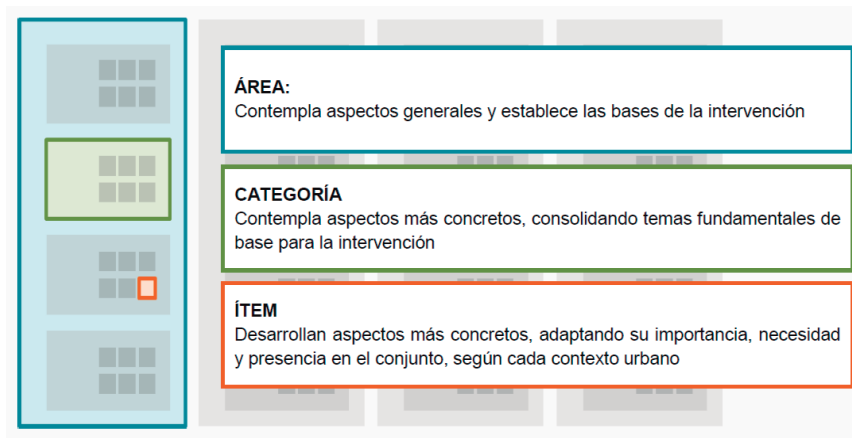 ÁREA:
Contempla aspectos generales y establece las bases de la intervención
CATEGORÍA
Contempla aspectos más concretos, consolidando temas fundamentales de
base para la intervención
ÍTEM
Desarrollan aspectos más concretos, adaptando su importancia, necesidad
y presencia en el conjunto, según cada contexto urbano